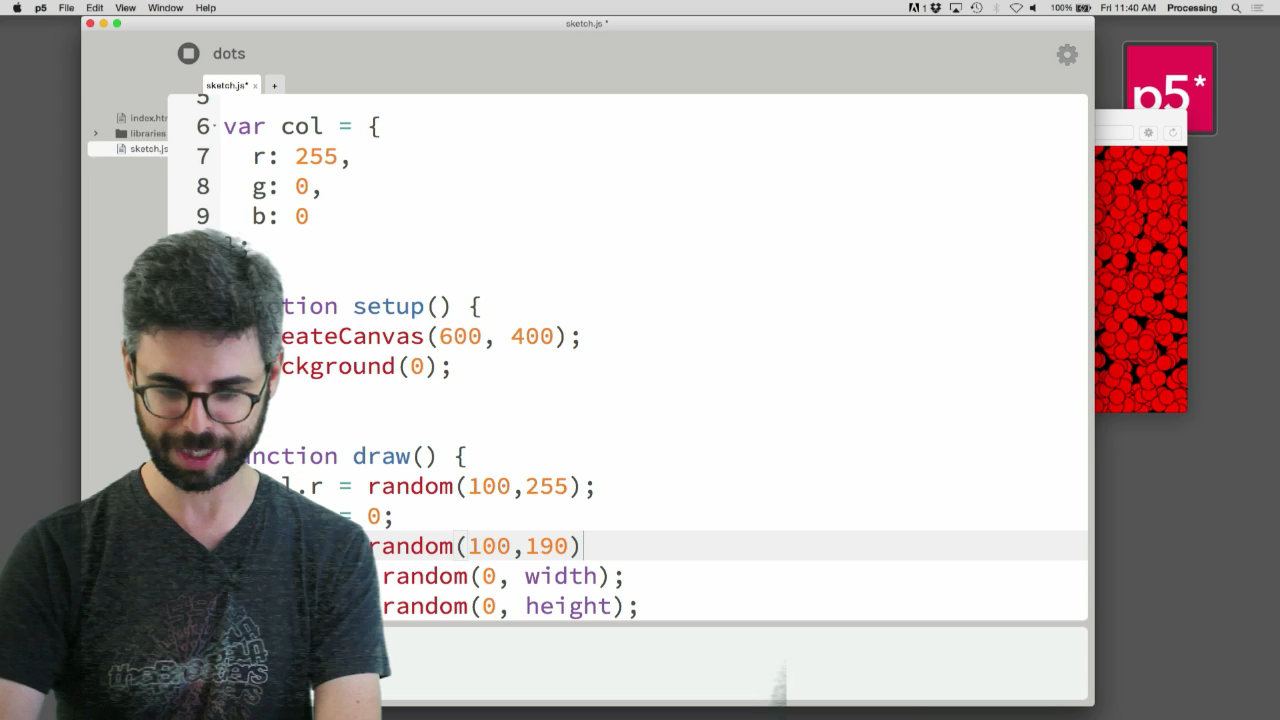 p5 File Edit View Window Help
1 100% Fri 11:40 AM Processing
sketch.js *
dots
sketch.js* × +
p5*
index.htm
libraries
sketch.js
5
6 var col = {
7 r: 255,
8 g: 0,
9 b: 0
};
nction setup() {
eateCanvas(600, 400);
ckground(0);
unction draw() {
l.r = random(100,255);
= 0;
random(100,190)
random(0, width);
random(0, height);